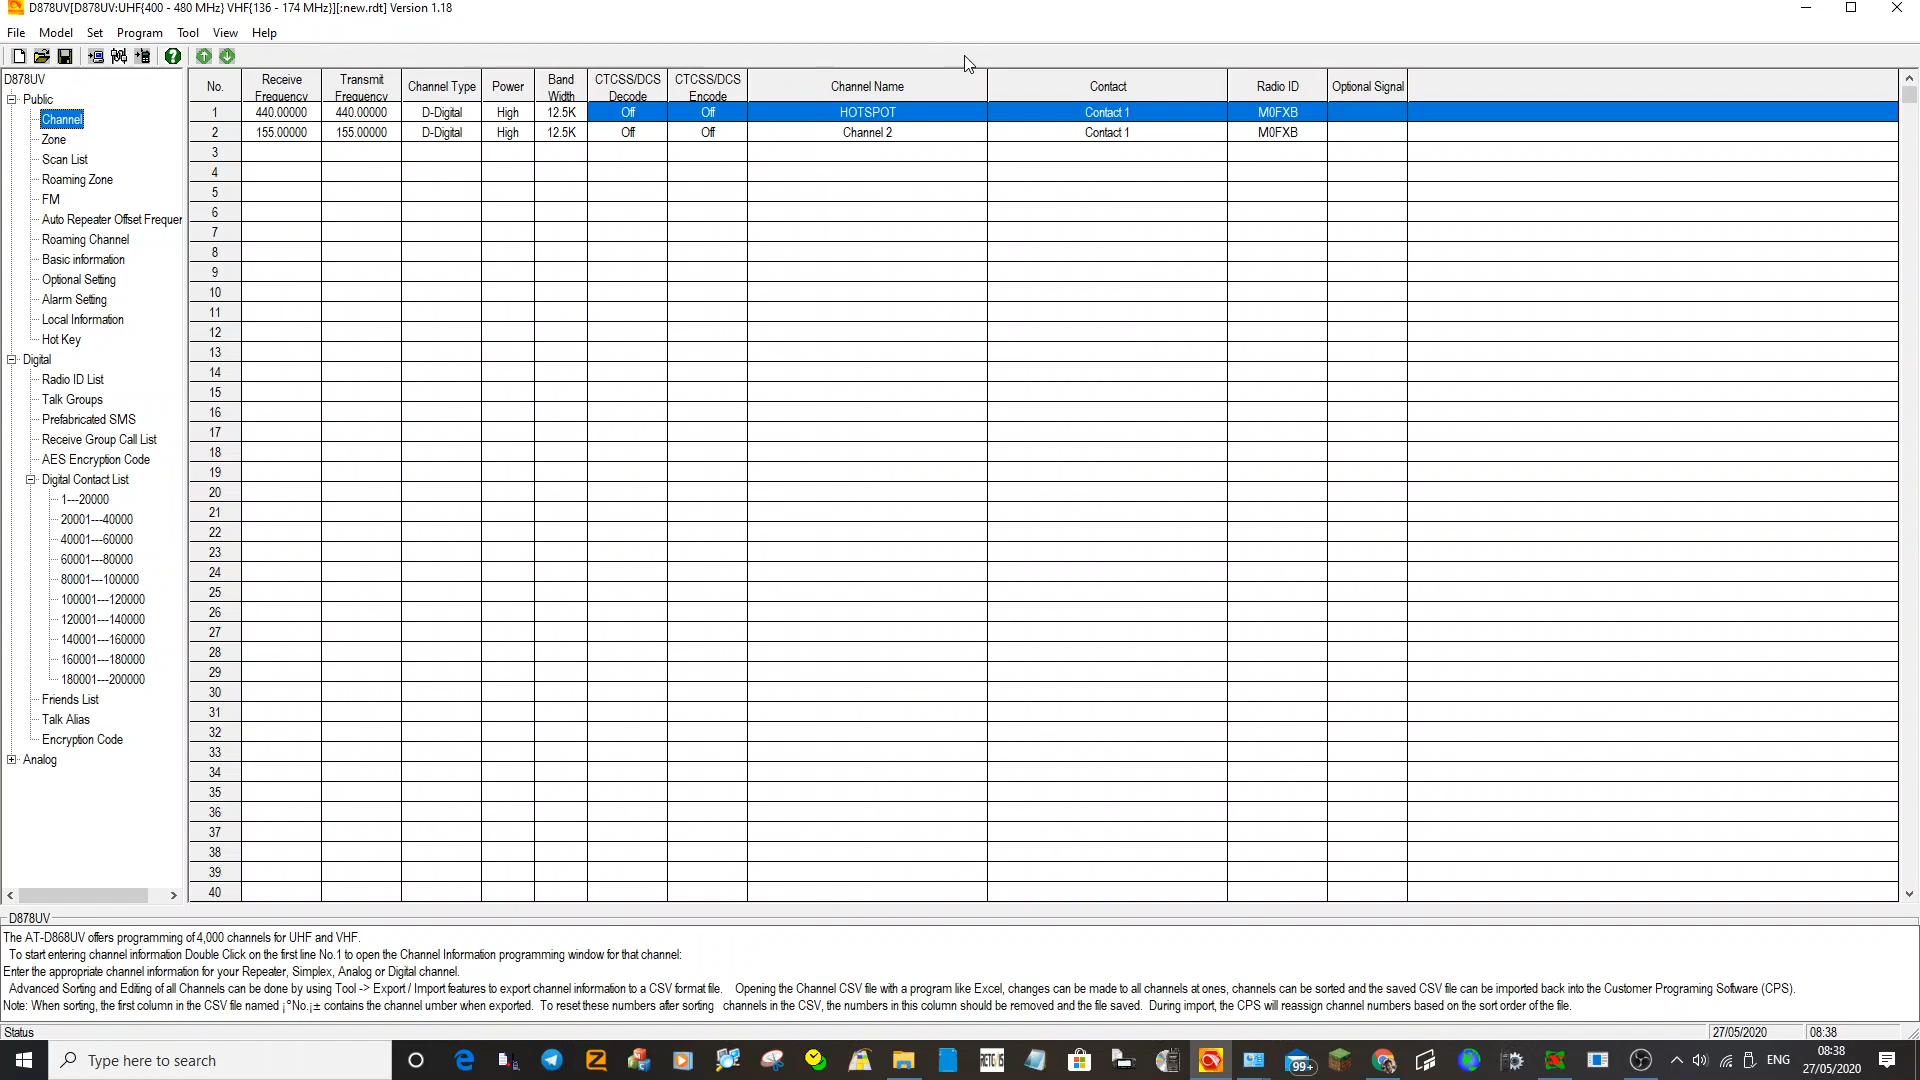 D878UV[D878UV:UHF{400 - 480 MHz} VHF{136 - 174 MHz}][:new.rdt] Version 1.18
File Model Set Program Tool View Help
D878UV
Public
Channel
Zone
Scan List
Roaming Zone
FM
Auto Repeater Offset Frequer
Roaming Channel
Basic information
Optional Setting
Alarm Setting
Local Information
Hot Key
Digital
Radio ID List
Talk Groups
Prefabricated SMS
Receive Group Call List
AES Encryption Code
Digital Contact List
1---20000
20001---40000
40001---60000
60001---80000
80001---100000
100001---120000
120001---140000
140001---160000
160001---180000
180001---200000
Friends List
Talk Alias
Encryption Code
Analog
No. Receive Frequency Transmit Frequency Channel Type Power Band Width CTCSS/DCS Decode CTCSS/DCS Encode Channel Name Contact Radio ID Optional Signal
1 440.00000 440.00000 D-Digital High 12.5K Off Off HOTSPOT Contact 1 M0FXB
2 155.00000 155.00000 D-Digital High 12.5K Off Off Channel 2 Contact 1 M0FXB
3
4
5
6
7
8
9
10
11
12
13
14
15
16
17
18
19
20
21
22
23
24
25
26
27
28
29
30
31
32
33
34
35
36
37
38
39
40
D878UV
The AT-D868UV offers programming of 4,000 channels for UHF and VHF.
To start entering channel information Double Click on the first line No.1 to open the Channel Information programming window for that channel:
Enter the appropriate channel information for your Repeater, Simplex, Analog or Digital channel.
Advanced Sorting and Editing of all Channels can be done by using Tool -> Export / Import features to export channel information to a CSV format file. Opening the Channel CSV file with a program like Excel, changes can be made to all channels at ones, channels can be sorted and the saved CSV file can be imported back into the Customer Programing Software (CPS).
Note: When sorting, the first column in the CSV file named ¡°No.¡± contains the channel umber when exported. To reset these numbers after sorting channels in the CSV, the numbers in this column should be removed and the file saved. During import, the CPS will reassign channel numbers based on the sort order of the file.
Status 27/05/2020 08:38
Type here to search
99+
ENG
08:38
27/05/2020